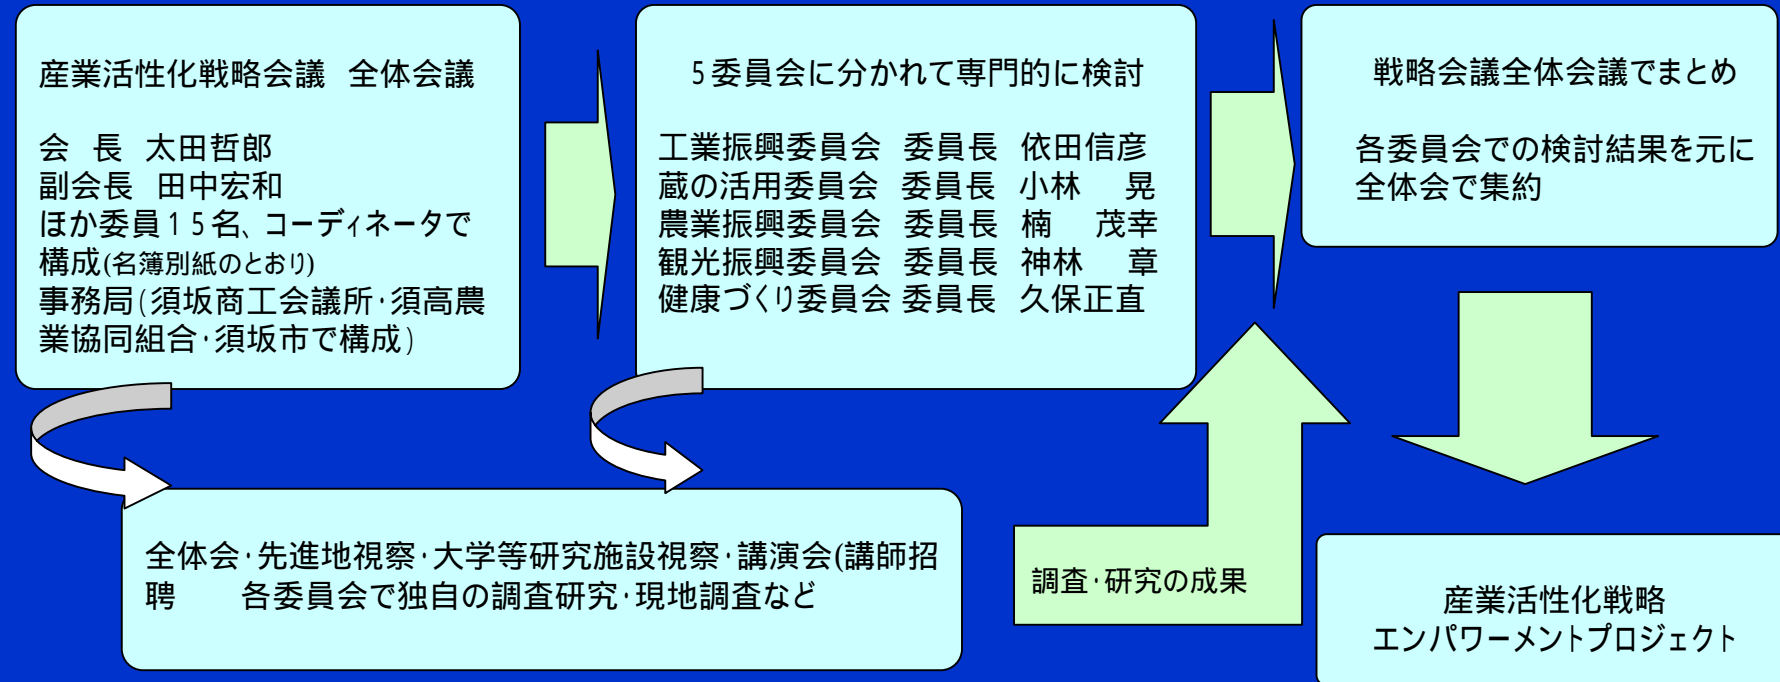 産業活性化戦略会議 全体会議
会 長 太田哲郎
副会長 田中宏和
ほか委員15名、コーディネータで
構成(名簿別紙のとおり)
事務局(須坂商工会議所・須高農
業協同組合・須坂市で構成)
5委員会に分かれて専門的に検討
工業振興委員会 委員長 依田信彦
蔵の活用委員会 委員長 小林 晃
農業振興委員会 委員長 楠 茂幸
観光振興委員会 委員長 神林 章
健康づくり委員会 委員長 久保正直
戦略会議全体会議でまとめ
各委員会での検討結果を元に
全体会で集約
全体会・先進地視察・大学等研究施設視察・講演会(講師招
聘 各委員会で独自の調査研究・現地調査など
調査・研究の成果
産業活性化戦略
エンパワーメントプロジェクト